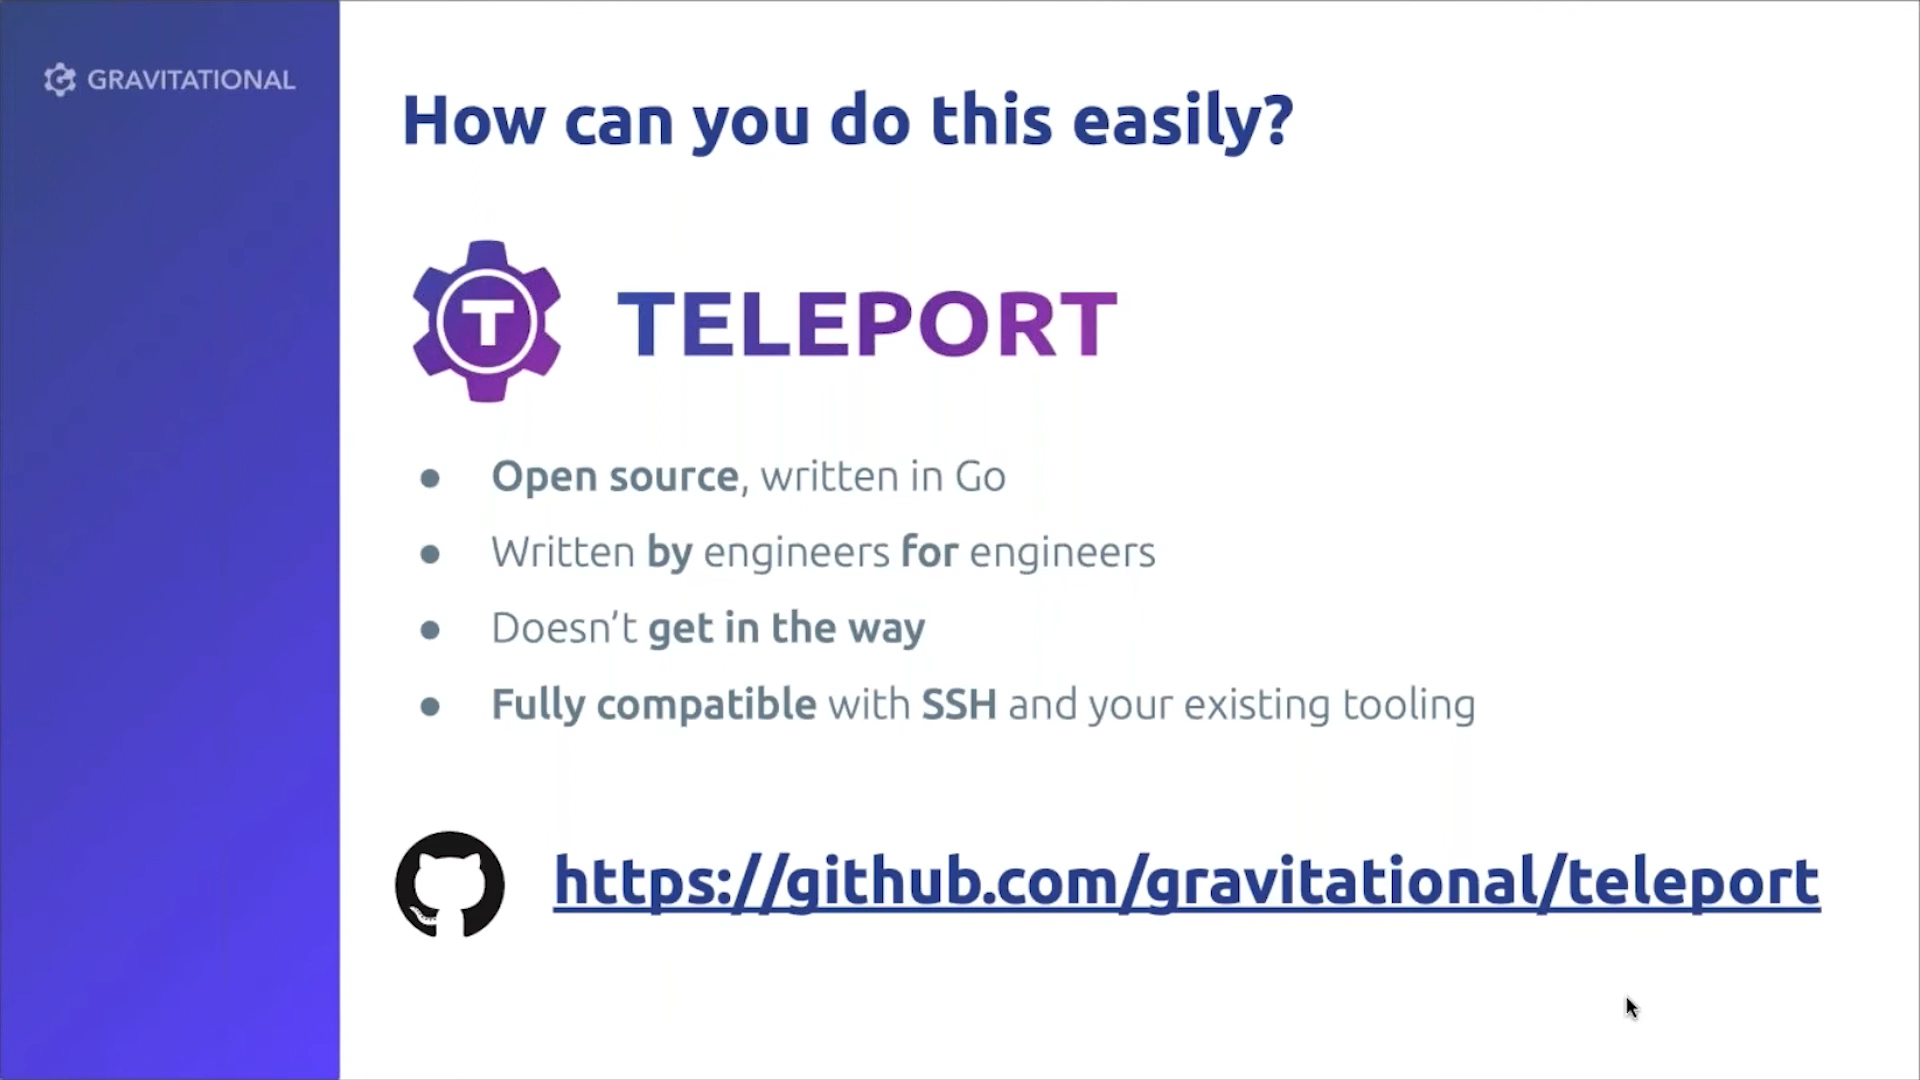 GRAVITATIONAL
How can you do this easily?
T TELEPORT
● Open source, written in Go
● Written by engineers for engineers
● Doesn’t get in the way
● Fully compatible with SSH and your existing tooling
https://github.com/gravitational/teleport